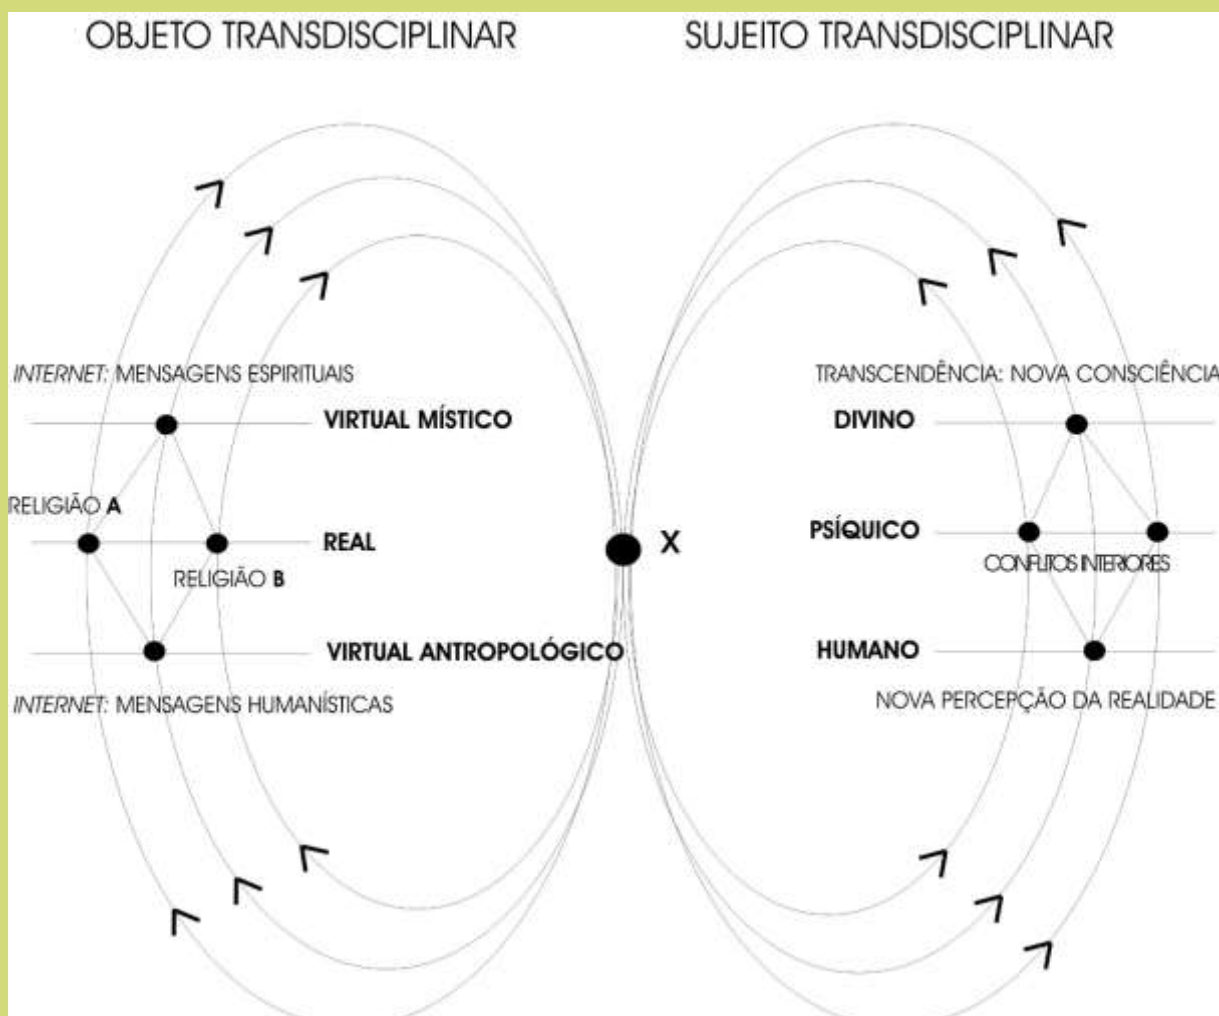 OBJETO TRANSDISCIPLINAR
SUJEITO TRANSDISCIPLINAR
INTERNET: MENSAGENS ESPIRITUAIS
VIRTUAL MÍSTICO
RELIGIÃO A
REAL
RELIGIÃO B
VIRTUAL ANTROPOLÓGICO
INTERNET: MENSAGENS HUMANÍSTICAS
X
TRANSCENDÊNCIA: NOVA CONSCIÊNCIA
DIVINO
PSÍQUICO
CONFLITOS INTERIORES
HUMANO
NOVA PERCEPÇÃO DA REALIDADE